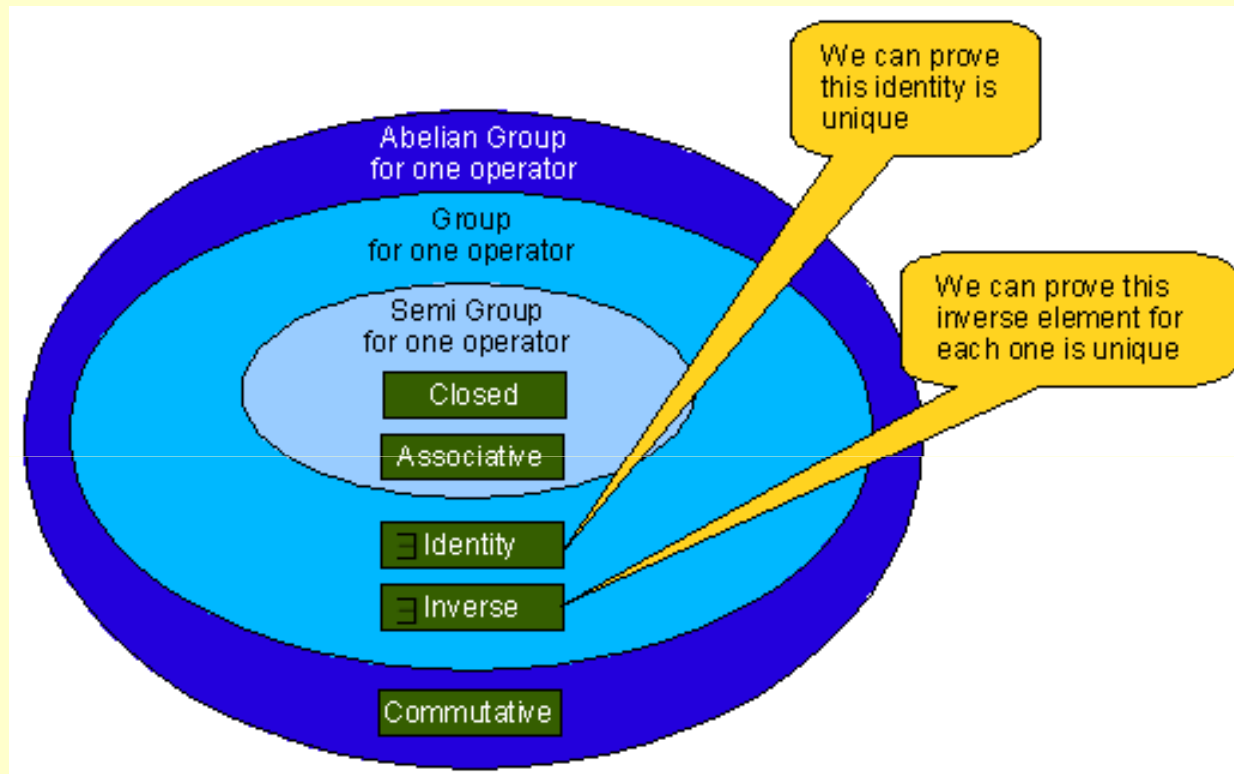 We can prove
this identity is
unique
Abelian Group
for one operator
Group
for one operator
We can prove this
inverse element for
each one is unique
Semi Group
for one operator
Closed
Associative
∃ Identity
∃ Inverse
Commutative